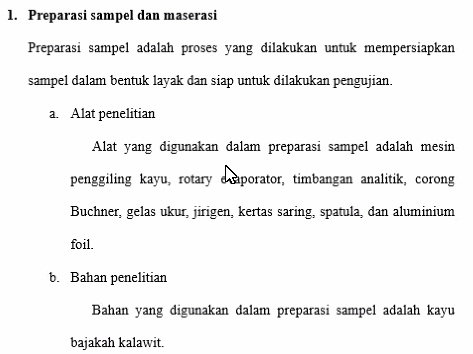 1. Preparasi sampel dan maserasi
Preparasi sampel adalah proses yang dilakukan untuk mempersiapkan
sampel dalam bentuk layak dan siap untuk dilakukan pengujian.
a. Alat penelitian
Alat yang digunakan dalam preparasi sampel adalah mesin
penggiling kayu, rotary evaporator, timbangan analitik, corong
Buchner, gelas ukur, jirigen, kertas saring, spatula, dan aluminium
foil.
b. Bahan penelitian
Bahan yang digunakan dalam preparasi sampel adalah kayu
bajakah kalawit.